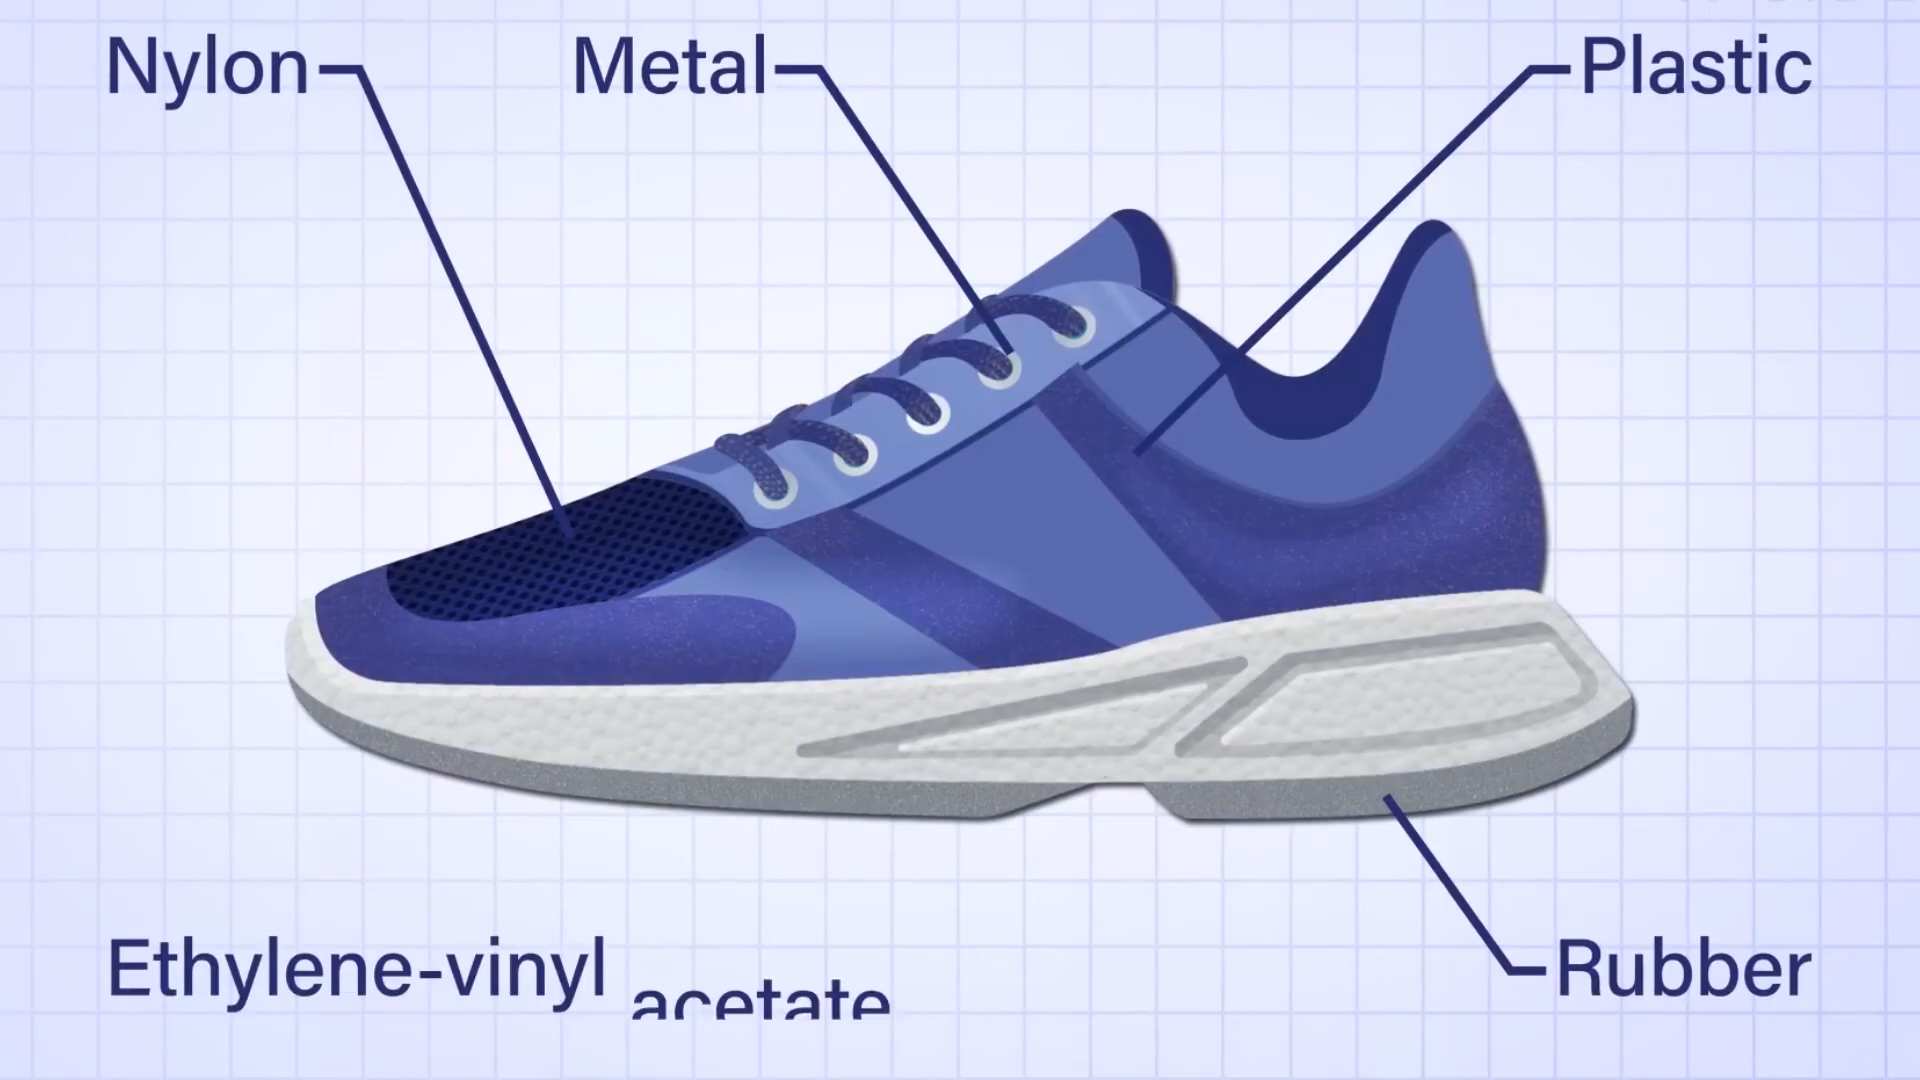 Nylon
Metal
Plastic
Ethylene-vinyl acetate
Rubber